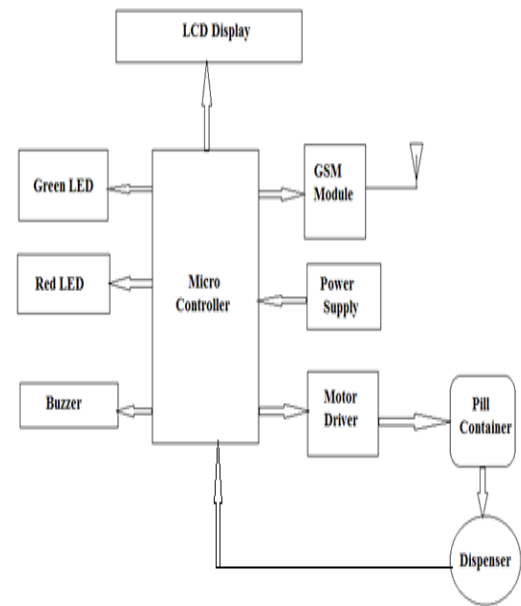 LCD Display
Green LED
GSM
Module
Red LED
Micro
Controller
Power
Supply
Buzzer
Motor
Driver
Pill
Container
Dispenser